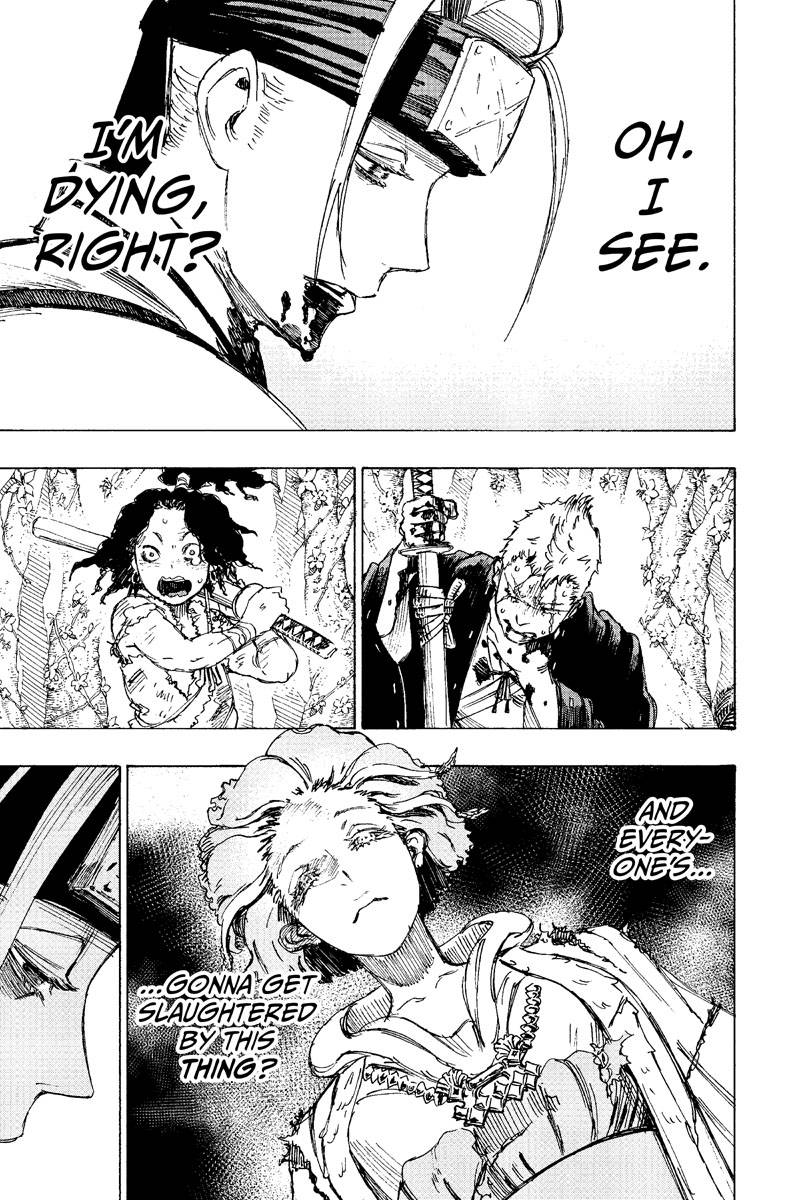 OH.
I
SEE.
I'M
DYING,
RIGHT?
AND
EVERY-
ONE'S...
...GONNA GET
SLAUGHTERED
BY THIS
THING?